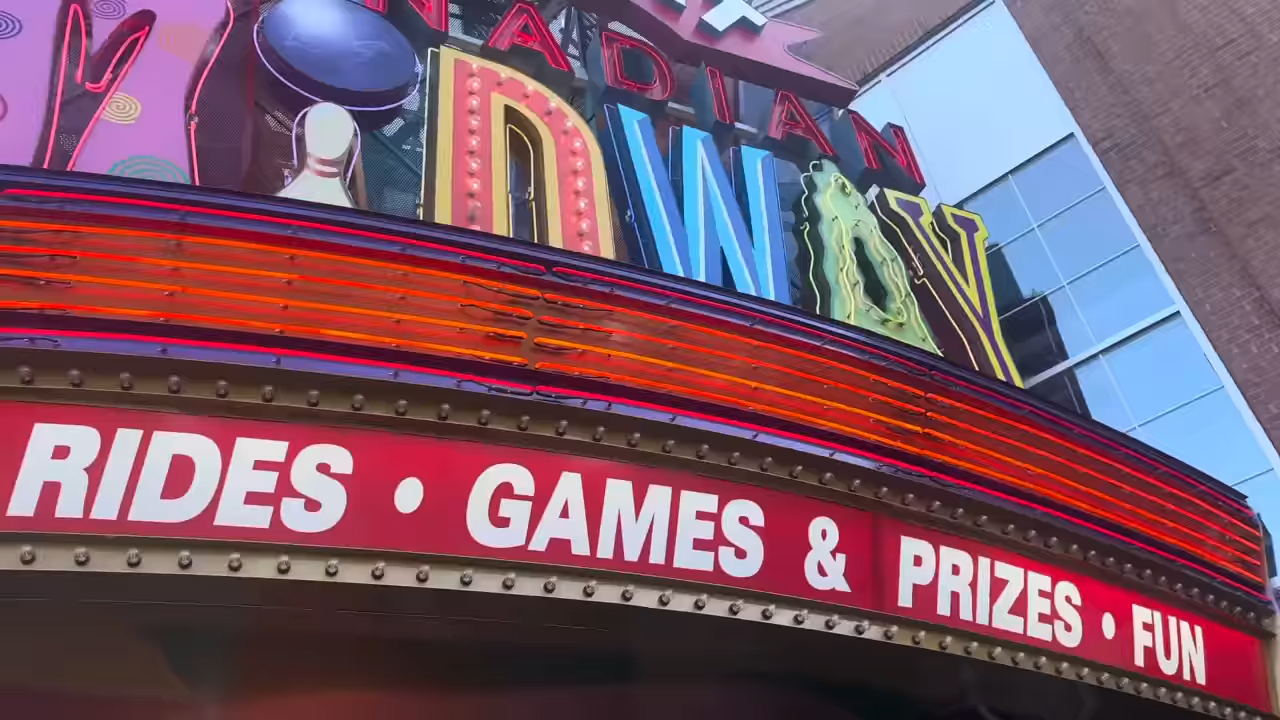 NADIAN
DWAY
RIDES • GAMES & PRIZES • FUN